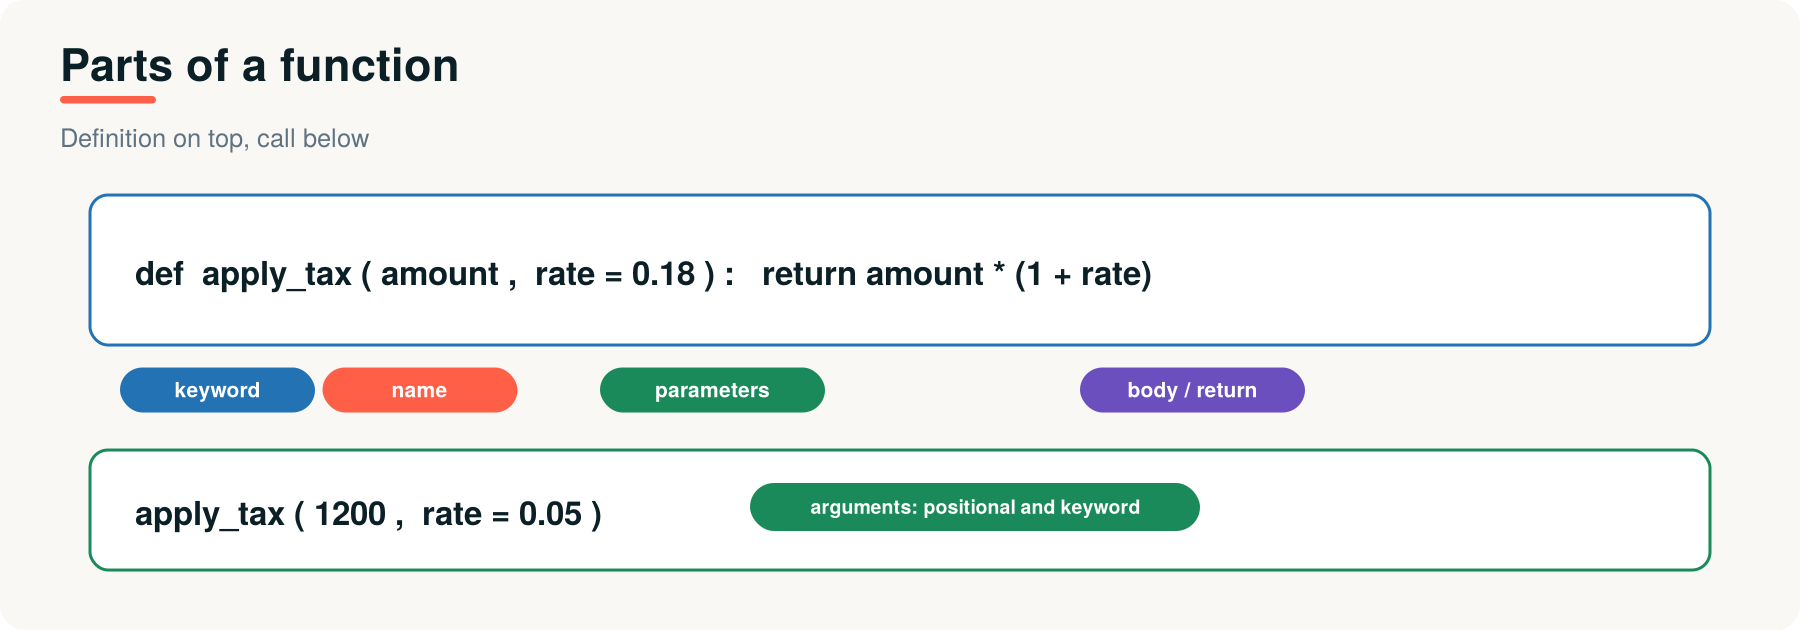 Parts of a function
Definition on top, call below
def apply_tax ( amount , rate = 0.18 ) : return amount * (1 + rate)
keyword name parameters body / return
apply_tax ( 1200 , rate = 0.05 ) arguments: positional and keyword